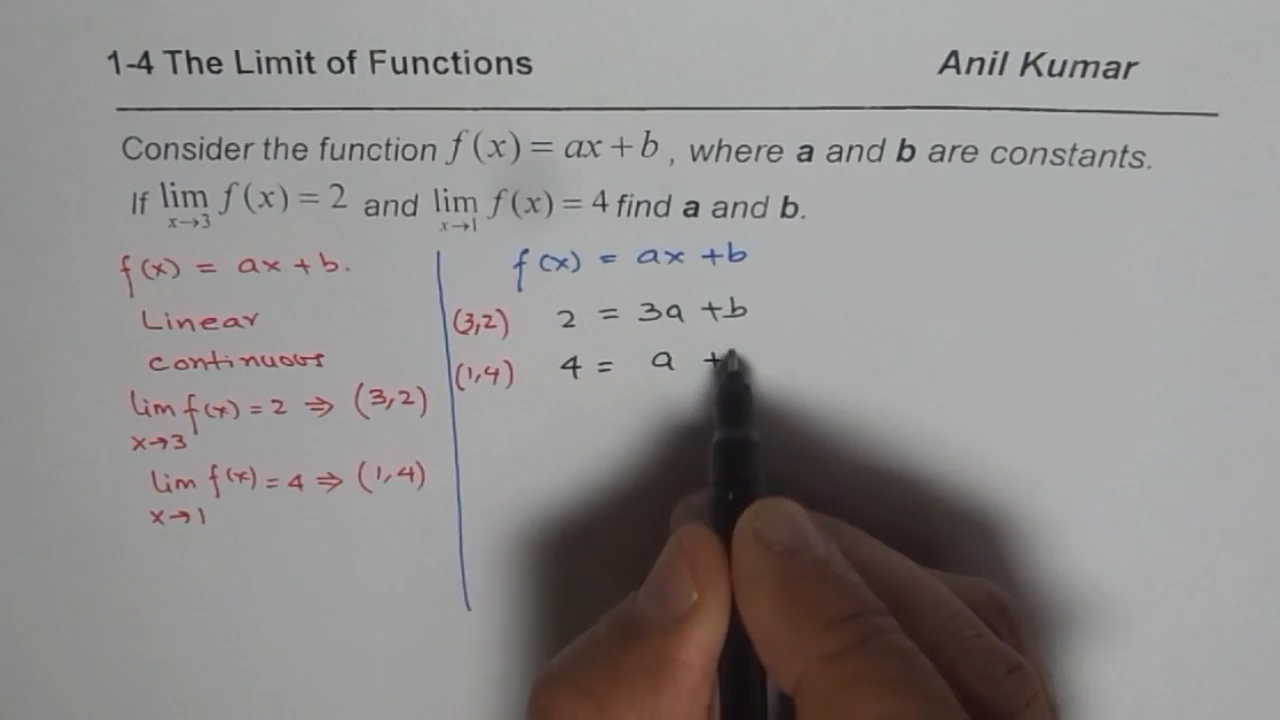 1-4 The Limit of Functions Anil Kumar
Consider the function f(x) = ax + b, where a and b are constants.
If lim x→3 f(x) = 2 and lim x→1 f(x) = 4 find a and b.
f(x) = ax + b.
Linear
continuous
lim f(x) = 2 ⇒ (3,2)
x→3
lim f(x) = 4 ⇒ (1,4)
x→1
f(x) = ax + b
(3,2) 2 = 3a + b
(1,4) 4 = a +